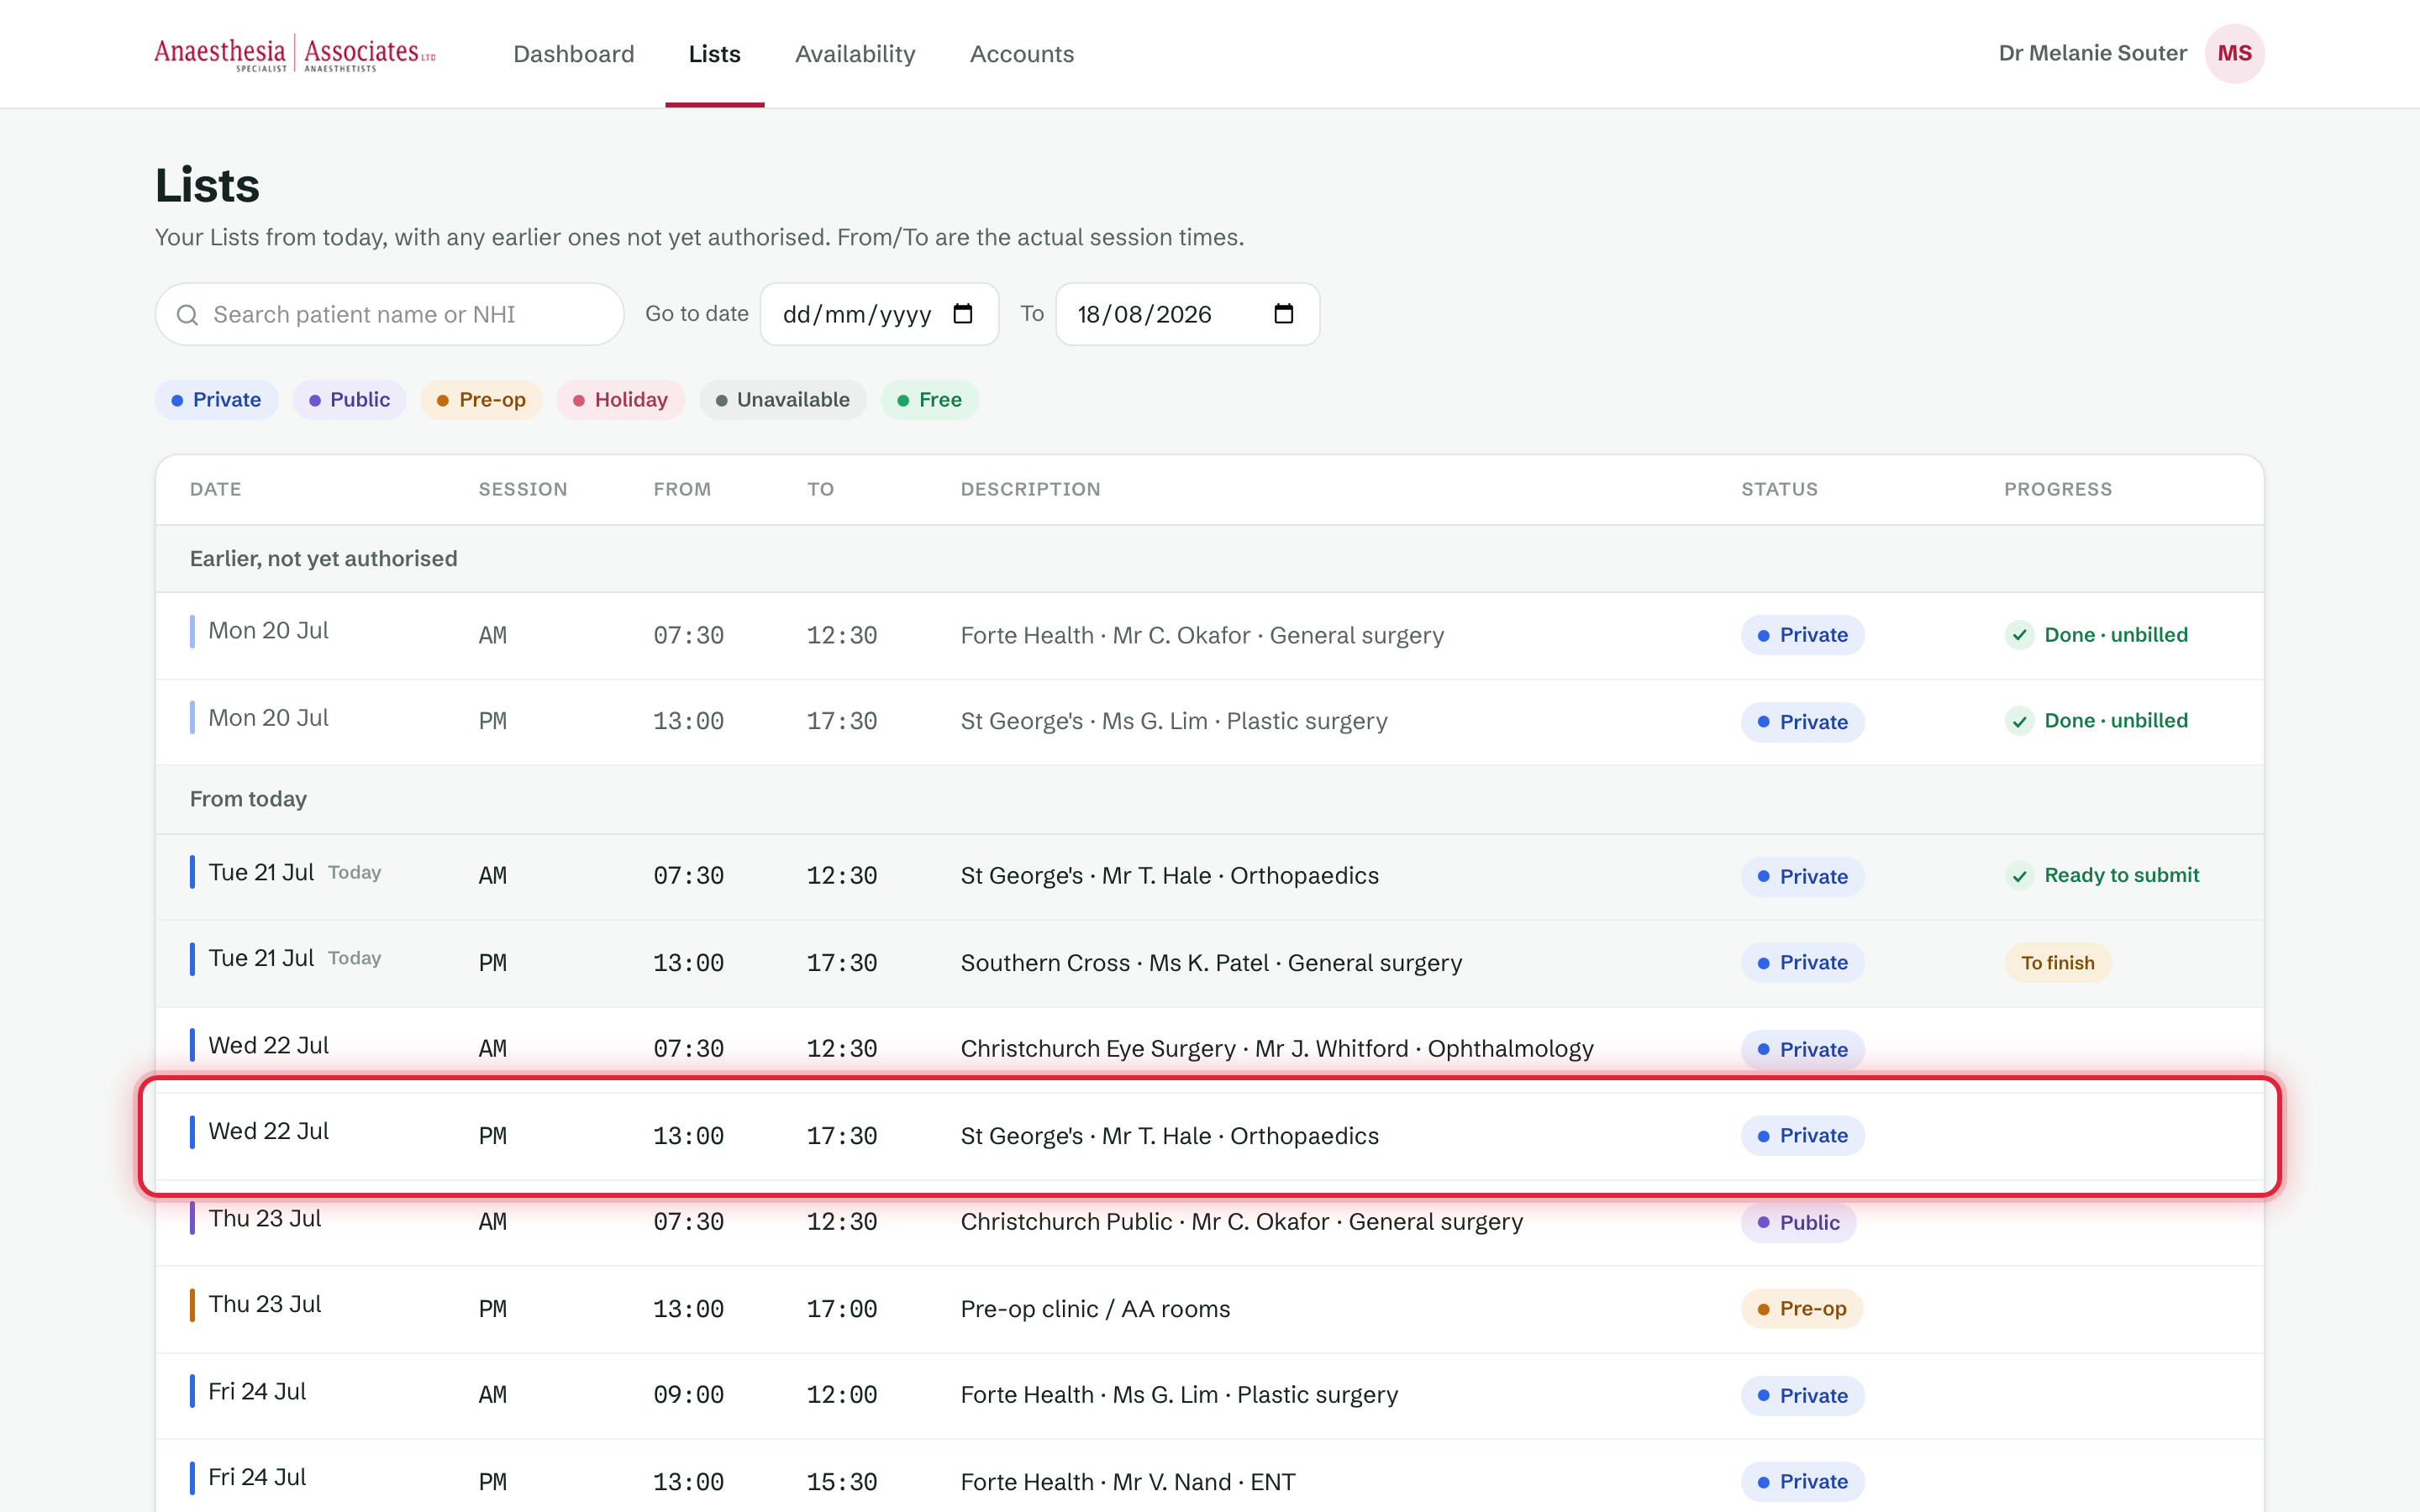 Anaesthesia | Associates LTD
SPECIALIST ANAESTHETISTS
Dashboard Lists Availability Accounts
Dr Melanie Souter MS
Lists
Your Lists from today, with any earlier ones not yet authorised. From/To are the actual session times.
Search patient name or NHI Go to date dd/mm/yyyy To 18/08/2026
Private Public Pre-op Holiday Unavailable Free
DATE SESSION FROM TO DESCRIPTION STATUS PROGRESS
Earlier, not yet authorised
Mon 20 Jul AM 07:30 12:30 Forte Health · Mr C. Okafor · General surgery Private Done · unbilled
Mon 20 Jul PM 13:00 17:30 St George's · Ms G. Lim · Plastic surgery Private Done · unbilled
From today
Tue 21 Jul Today AM 07:30 12:30 St George's · Mr T. Hale · Orthopaedics Private Ready to submit
Tue 21 Jul Today PM 13:00 17:30 Southern Cross · Ms K. Patel · General surgery Private To finish
Wed 22 Jul AM 07:30 12:30 Christchurch Eye Surgery · Mr J. Whitford · Ophthalmology Private
Wed 22 Jul PM 13:00 17:30 St George's · Mr T. Hale · Orthopaedics Private
Thu 23 Jul AM 07:30 12:30 Christchurch Public · Mr C. Okafor · General surgery Public
Thu 23 Jul PM 13:00 17:00 Pre-op clinic / AA rooms Pre-op
Fri 24 Jul AM 09:00 12:00 Forte Health · Ms G. Lim · Plastic surgery Private
Fri 24 Jul PM 13:00 15:30 Forte Health · Mr V. Nand · ENT Private